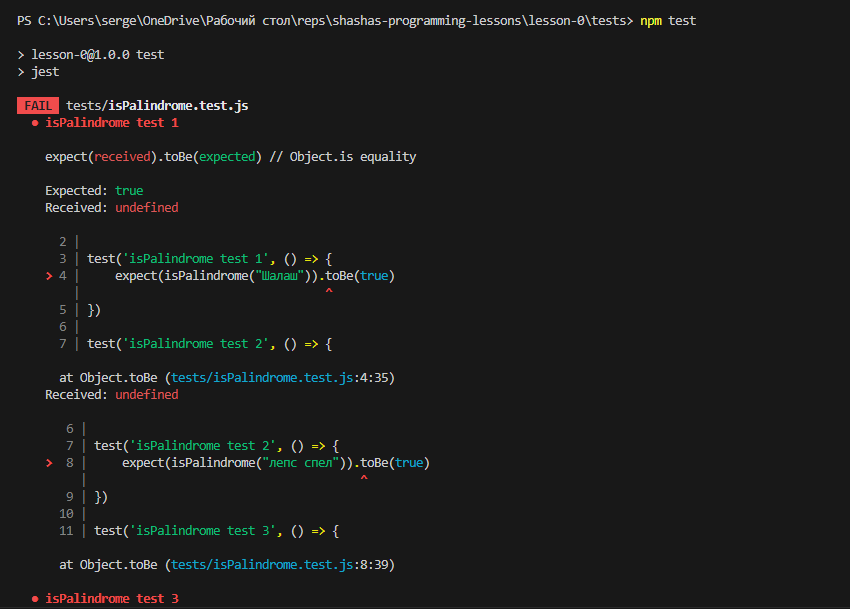 PS C:\Users\serge\OneDrive\Рабочий стол\reps\shashas-programming-lessons\lesson-0\tests> npm test
> lesson-0@1.0.0 test
> jest
FAIL tests/isPalindrome.test.js
● isPalindrome test 1
expect(received).toBe(expected) // Object.is equality
Expected: true
Received: undefined
2 |
3 | test('isPalindrome test 1', () => {
> 4 | expect(isPalindrome("Шалаш")).toBe(true)
| ^
5 | })
6 |
7 | test('isPalindrome test 2', () => {
at Object.toBe (tests/isPalindrome.test.js:4:35)
Received: undefined
6 |
7 | test('isPalindrome test 2', () => {
> 8 | expect(isPalindrome("лепс спел")).toBe(true)
| ^
9 | })
10 |
11 | test('isPalindrome test 3', () => {
at Object.toBe (tests/isPalindrome.test.js:8:39)
● isPalindrome test 3